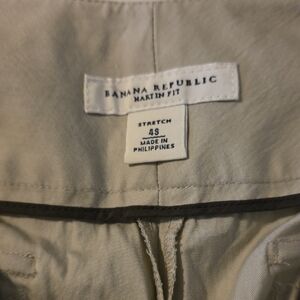 BANANA REPUBLIC
MARTIN FIT
STRETCH
4S
MADE IN
PHILIPPINES